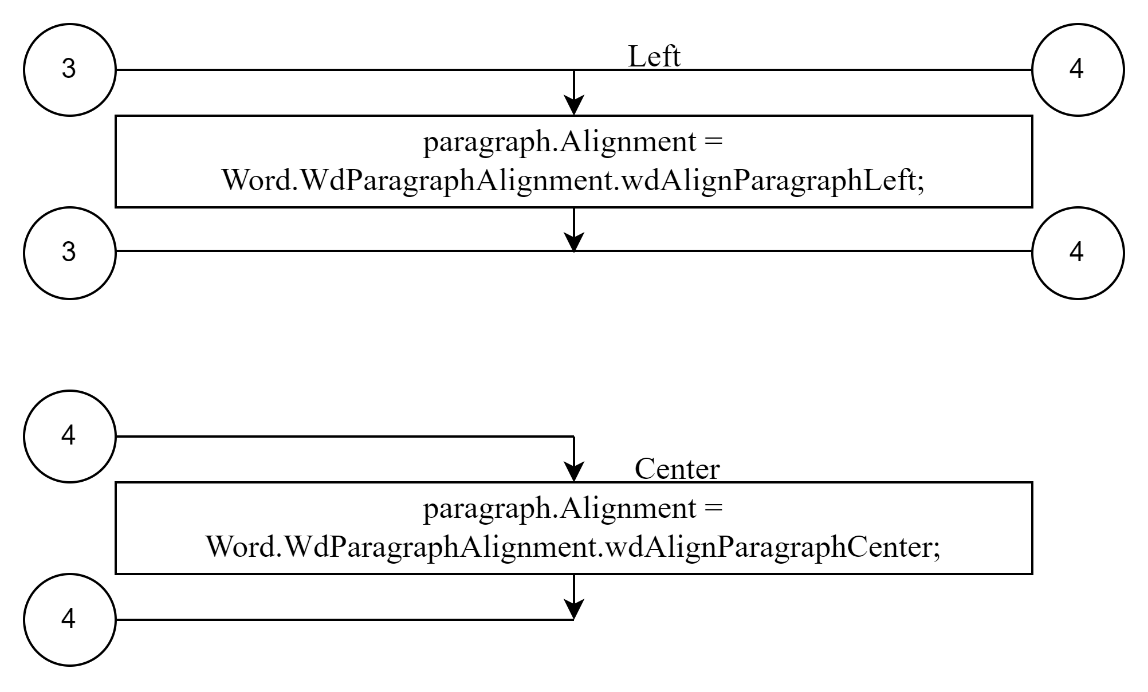 3
Left
4
paragraph.Alignment =
Word.WdParagraphAlignment.wdAlignParagraphLeft;
3
4
4
Center
paragraph.Alignment =
Word.WdParagraphAlignment.wdAlignParagraphCenter;
4